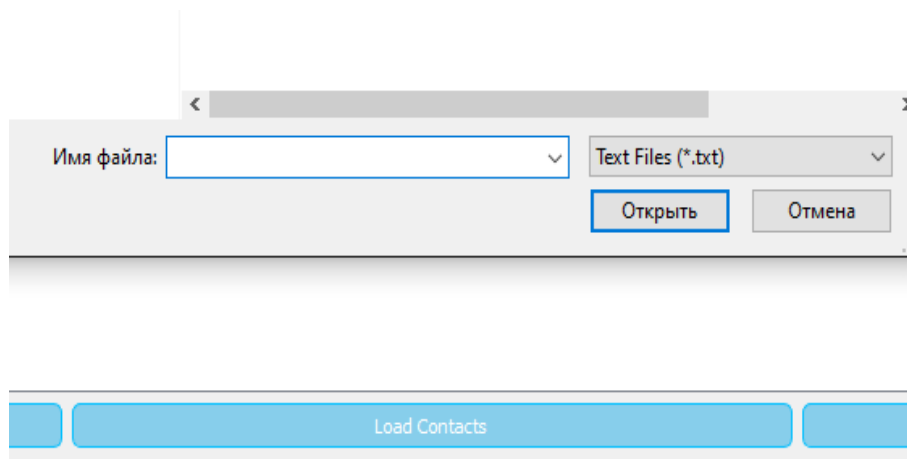 Имя файла:
Text Files (*.txt)
Открыть
Отмена
Load Contacts